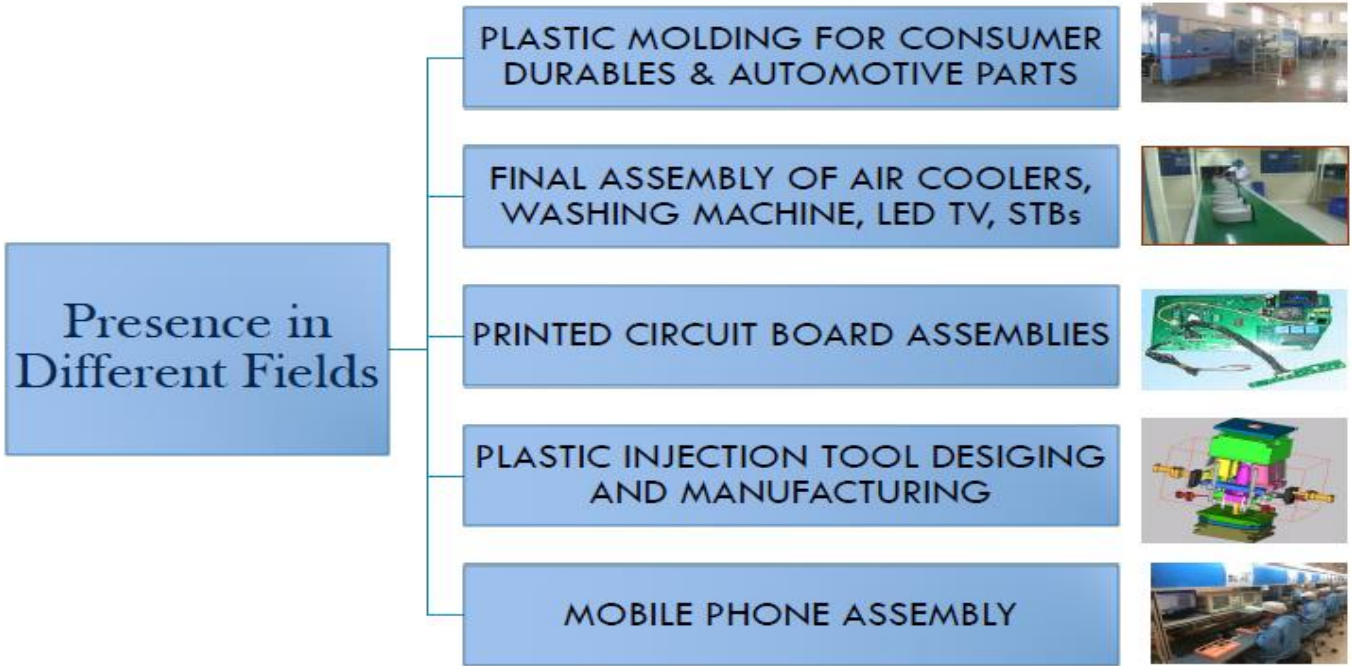 Presence in
Different Fields
PLASTIC MOLDING FOR CONSUMER
DURABLES & AUTOMOTIVE PARTS
FINAL ASSEMBLY OF AIR COOLERS,
WASHING MACHINE, LED TV, STBs
PRINTED CIRCUIT BOARD ASSEMBLIES
PLASTIC INJECTION TOOL DESIGING
AND MANUFACTURING
MOBILE PHONE ASSEMBLY